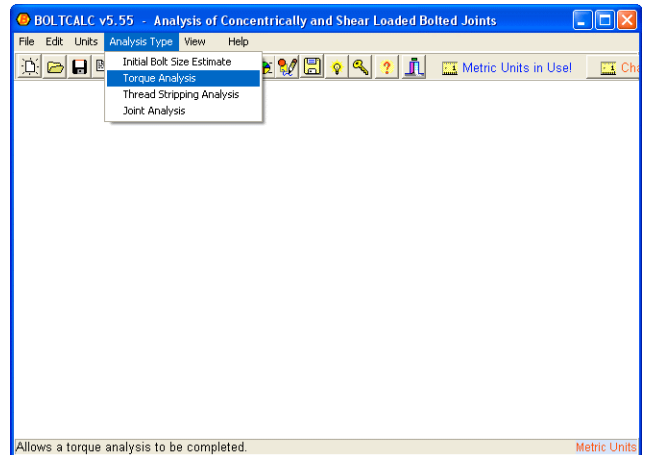 BOLTCALC v5.55 - Analysis of Concentrically and Shear Loaded Bolted Joints
File Edit Units Analysis Type View Help
Initial Bolt Size Estimate
Torque Analysis
Thread Stripping Analysis
Joint Analysis
Metric Units in Use! Cha
Allows a torque analysis to be completed. Metric Units